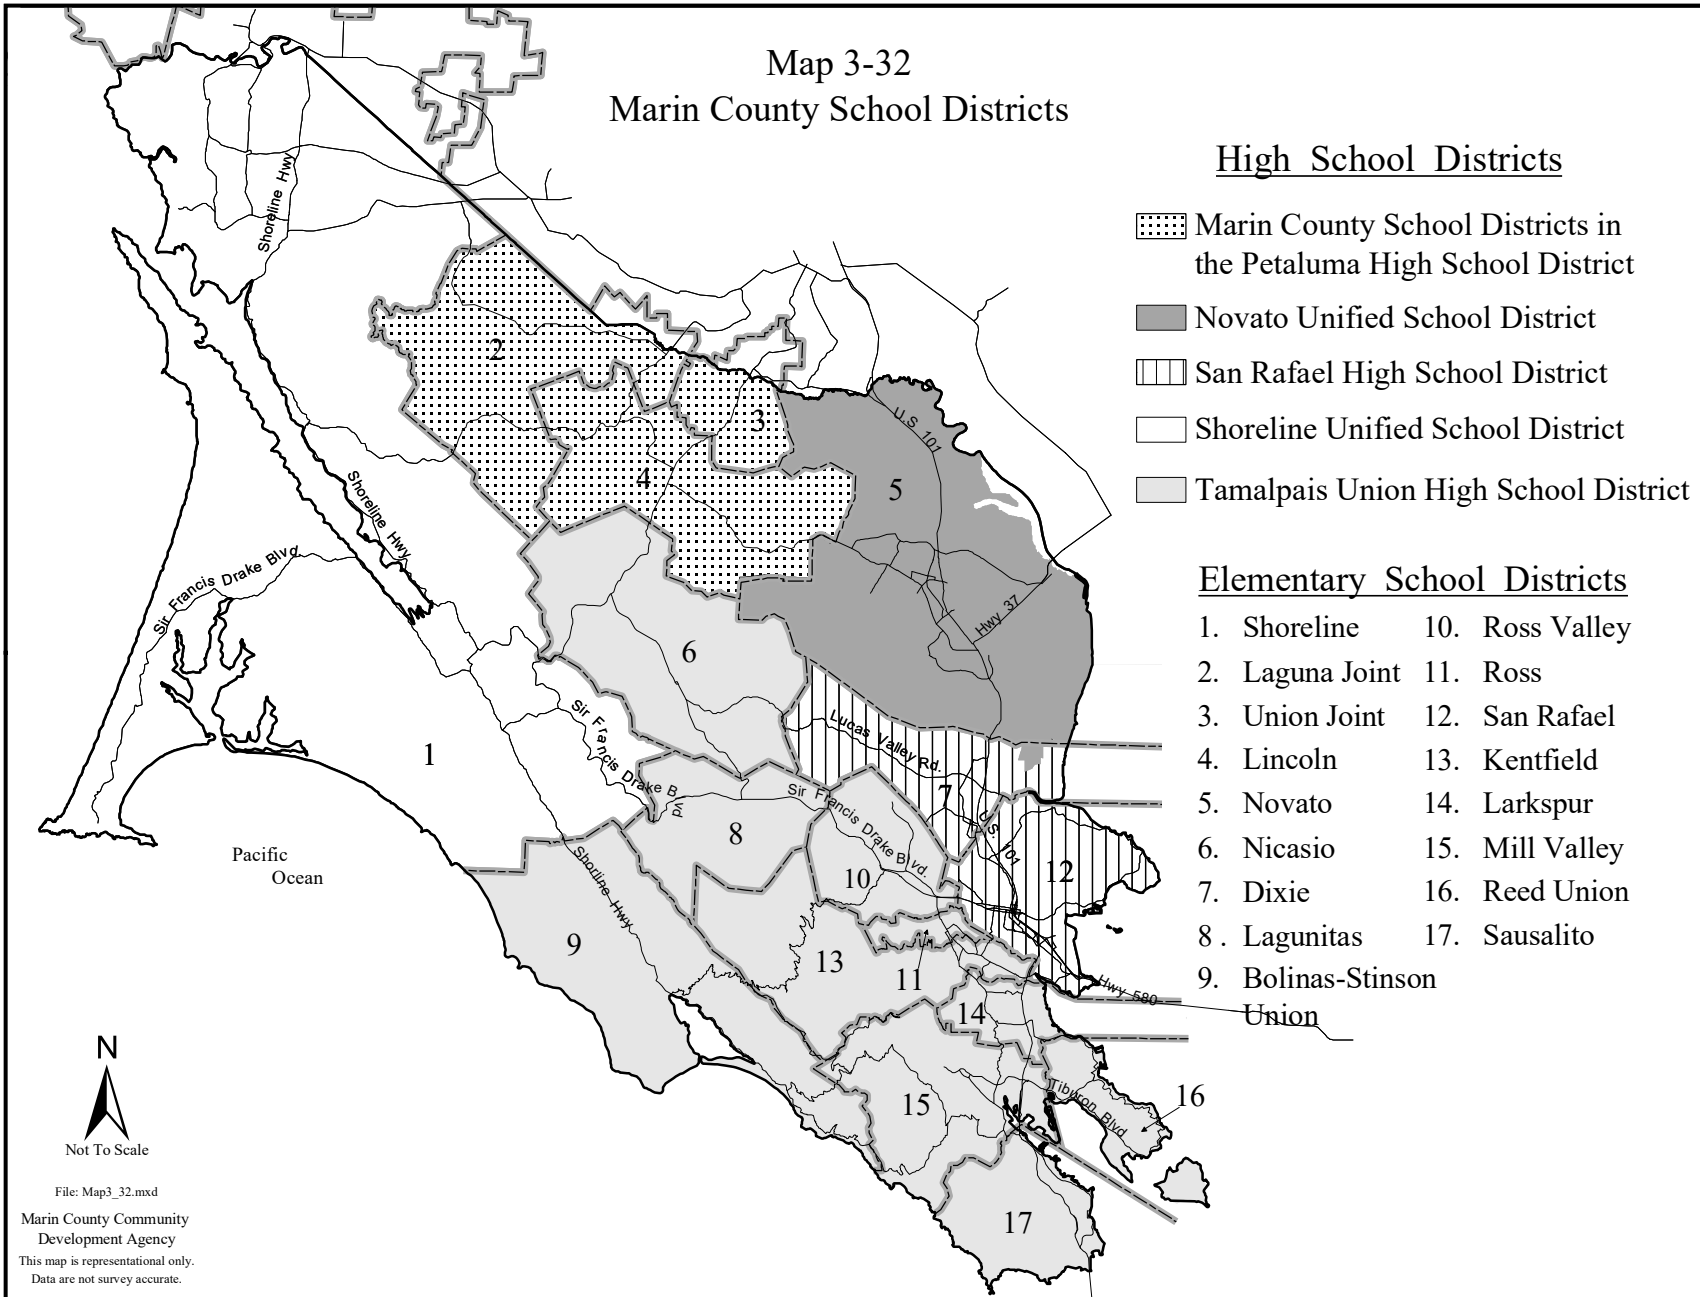 Map 3-32
Marin County School Districts
High School Districts
Marin County School Districts in
the Petaluma High School District
Novato Unified School District
San Rafael High School District
Shoreline Unified School District
Tamalpais Union High School District
Elementary School Districts
1. Shoreline
2. Laguna Joint
3. Union Joint
4. Lincoln
5. Novato
6. Nicasio
7. Dixie
8 . Lagunitas
9. Bolinas-Stinson
Union
10. Ross Valley
11. Ross
12. San Rafael
13. Kentfield
14. Larkspur
15. Mill Valley
16. Reed Union
17. Sausalito
Shoreline Hwy
2
3
4
5
U.S 101
Shoreline Hwy
Sir Francis Drake Blvd
Hwy 37
6
Sir Francis Drake Blvd
Lucas Valley Rd.
1
7
Sir Francis Drake Blvd.
U.S. 101
8
Shorline Hwy
10
12
9
13
11
Hwy 580
14
Tiburon Blvd
15
16
17
Pacific
Ocean
N
Not To Scale
File: Map3_32.mxd
Marin County Community
Development Agency
This map is representational only.
Data are not survey accurate.